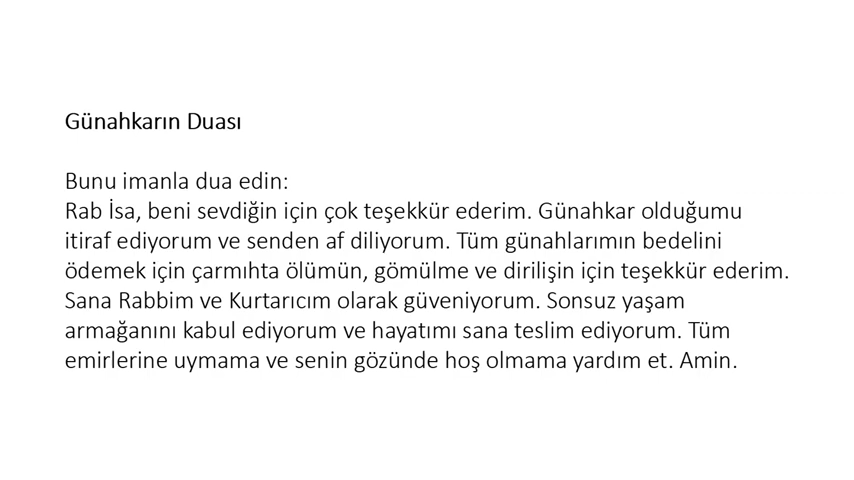 Günahkarın Duası
Bunu imanla dua edin:
Rab İsa, beni sevdiğin için çok teşekkür ederim. Günahkar olduğumu
itiraf ediyorum ve senden af diliyorum. Tüm günahlarımın bedelini
ödemek için çarmıhta ölümün, gömülme ve dirilişin için teşekkür ederim.
Sana Rabbim ve Kurtarıcım olarak güveniyorum. Sonsuz yaşam
armağanını kabul ediyorum ve hayatımı sana teslim ediyorum. Tüm
emirlerine uymama ve senin gözünde hoş olmama yardım et. Amin.